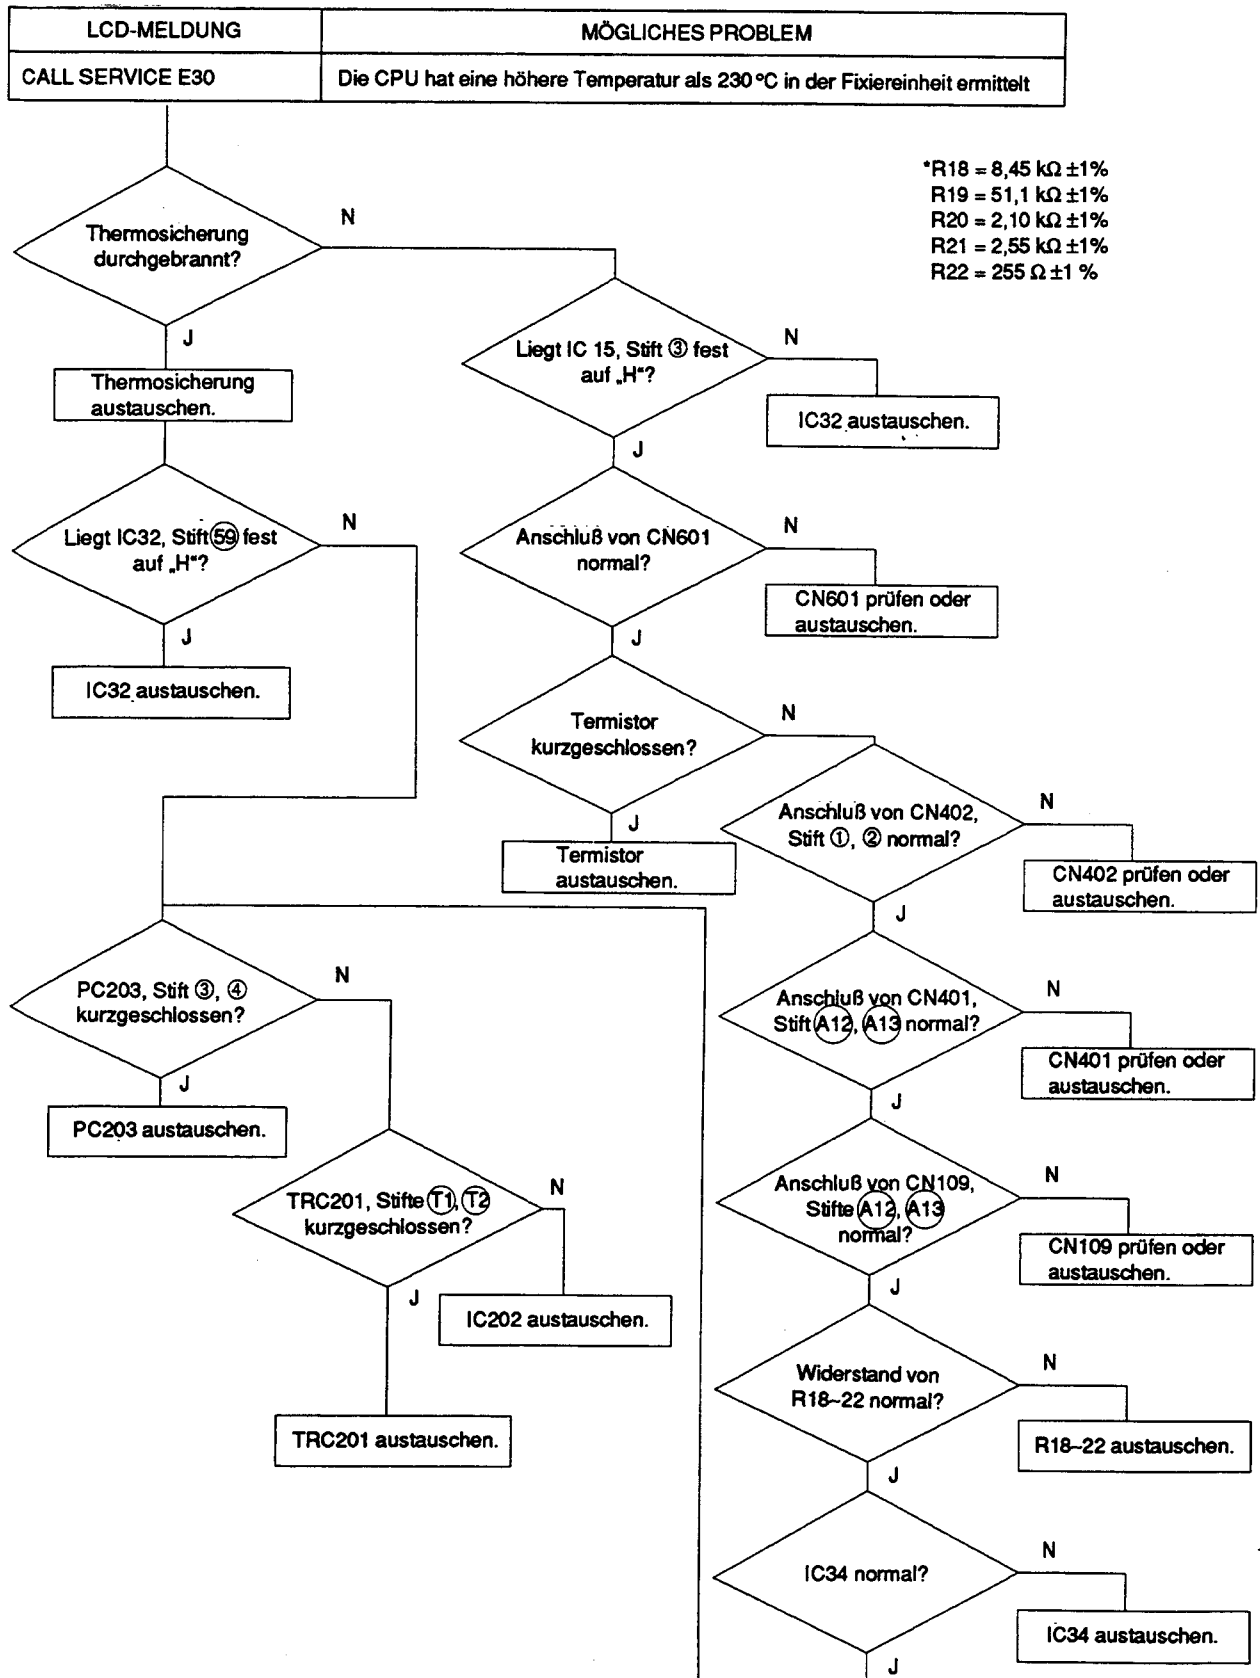 LCD-MELDUNG
MÖGLICHES PROBLEM
CALL SERVICE E30
Die CPU hat eine höhere Temperatur als 230 °C in der Fixiereinheit ermittelt
*R18 = 8,45 kΩ ±1%
R19 = 51,1 kΩ ±1%
R20 = 2,10 kΩ ±1%
R21 = 2,55 kΩ ±1%
R22 = 255 Ω ±1 %
Thermosicherung
durchgebrannt?
N
J
Thermosicherung
austauschen.
Liegt IC 15, Stift ③ fest
auf „H“?
N
IC32 austauschen.
J
Liegt IC32, Stift 59 fest
auf „H“?
N
J
IC32 austauschen.
Anschluß von CN601
normal?
N
CN601 prüfen oder
austauschen.
J
Termistor
kurzgeschlossen?
N
J
Termistor
austauschen.
Anschluß von CN402,
Stift ①, ② normal?
N
CN402 prüfen oder
austauschen.
J
PC203, Stift ③, ④
kurzgeschlossen?
N
J
PC203 austauschen.
Anschluß von CN401,
Stift A12, A13 normal?
N
CN401 prüfen oder
austauschen.
J
TRC201, Stifte T1, T2
kurzgeschlossen?
N
J
IC202 austauschen.
TRC201 austauschen.
Anschluß von CN109,
Stifte A12, A13
normal?
N
CN109 prüfen oder
austauschen.
J
Widerstand von
R18~22 normal?
N
R18~22 austauschen.
J
IC34 normal?
N
IC34 austauschen.
J